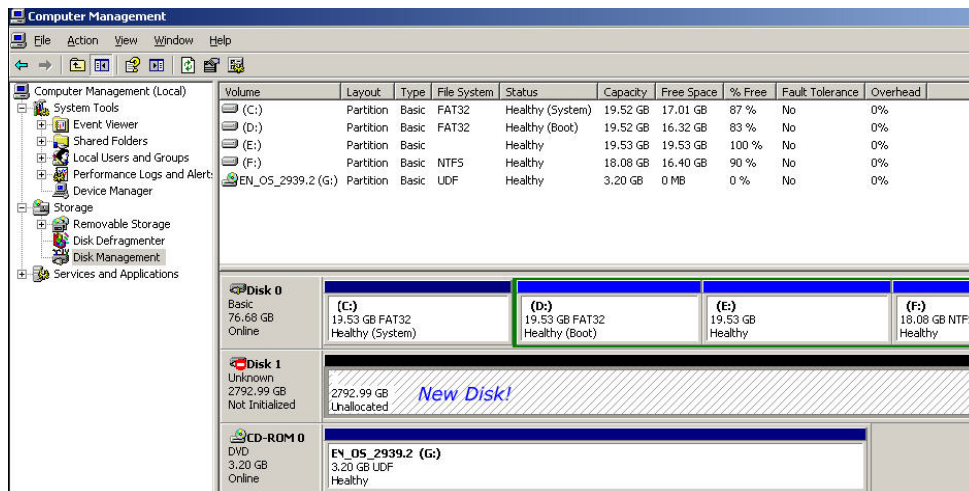 Computer Management
File Action View Window Help
Computer Management (Local)
System Tools
Event Viewer
Shared Folders
Local Users and Groups
Performance Logs and Alert:
Device Manager
Storage
Removable Storage
Disk Defragmenter
Disk Management
Services and Applications
Volume Layout Type File System Status Capacity Free Space % Free Fault Tolerance Overhead
(C:) Partition Basic FAT32 Healthy (System) 19.52 GB 17.01 GB 87 % No 0%
(D:) Partition Basic FAT32 Healthy (Boot) 19.52 GB 16.32 GB 83 % No 0%
(E:) Partition Basic Healthy 19.53 GB 19.53 GB 100 % No 0%
(F:) Partition Basic NTFS Healthy 18.08 GB 16.40 GB 90 % No 0%
EN_OS_2939.2 (G:) Partition Basic UDF Healthy 3.20 GB 0 MB 0 % No 0%
Disk 0
Basic
76.68 GB
Online
(C:)
19.53 GB FAT32
Healthy (System)
(D:)
19.53 GB FAT32
Healthy (Boot)
(E:)
19.53 GB
Healthy
(F:)
18.08 GB NTF
Healthy
Disk 1
Unknown
2792.99 GB
Not Initialized
2792.99 GB
Unallocated
New Disk!
CD-ROM 0
DVD
3.20 GB
Online
EN_OS_2939.2 (G:)
3.20 GB UDF
Healthy